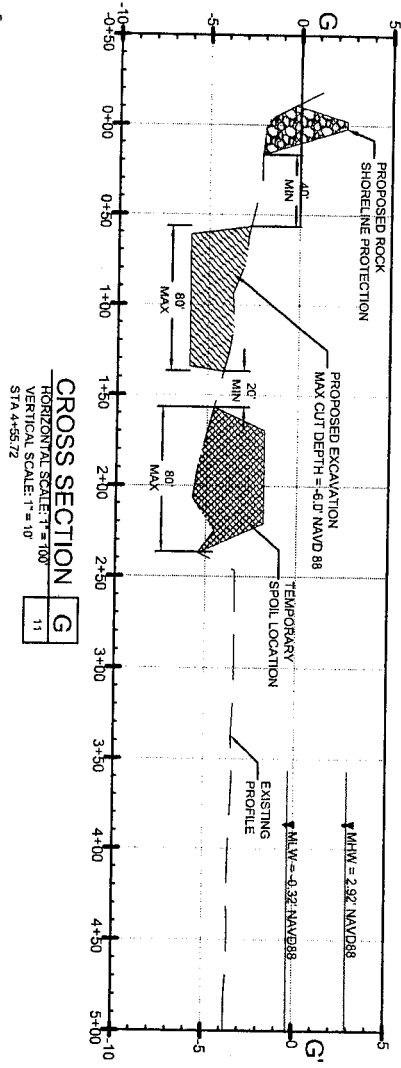 G
G'
5
0
-5
-10
5
0
-5
-10
-0+50
0+00
0+50
1+00
1+50
2+00
2+50
3+00
3+50
4+00
4+50
5+00
PROPOSED ROCK
SHORELINE PROTECTION
40'
MIN
PROPOSED EXCAVATION
MAX CUT DEPTH = -6.0' NAVD 88
80'
MAX
20'
MIN
80'
MAX
TEMPORARY
SPOIL LOCATION
EXISTING
PROFILE
MHW = 2.92' NAVD88
MLW = -0.32' NAVD88
CROSS SECTION
G
11
HORIZONTAL SCALE: 1" = 100'
VERTICAL SCALE: 1" = 10'
STA 4+55.72